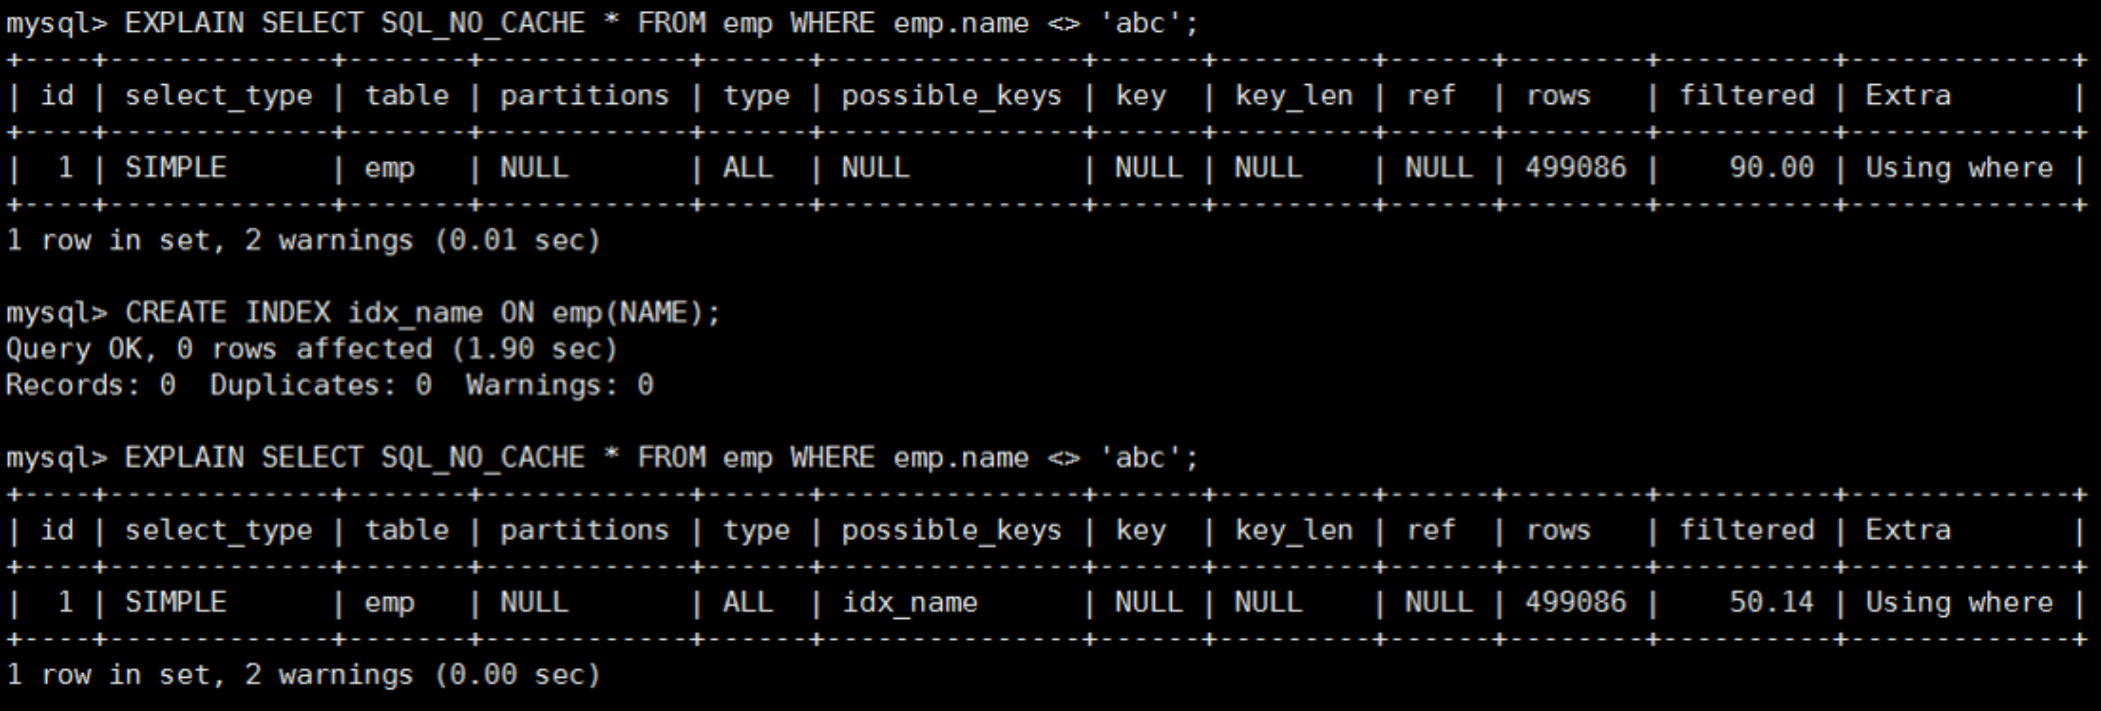 mysql> EXPLAIN SELECT SQL_NO_CACHE * FROM emp WHERE emp.name <> 'abc';
+----+-------------+-------+------------+------+---------------+------+---------+------+--------+----------+-------------+
| id | select_type | table | partitions | type | possible_keys | key  | key_len | ref  | rows   | filtered | Extra       |
+----+-------------+-------+------------+------+---------------+------+---------+------+--------+----------+-------------+
|  1 | SIMPLE      | emp   | NULL       | ALL  | NULL          | NULL | NULL    | NULL | 499086 |    90.00 | Using where |
+----+-------------+-------+------------+------+---------------+------+---------+------+--------+----------+-------------+
1 row in set, 2 warnings (0.01 sec)
mysql> CREATE INDEX idx_name ON emp(NAME);
Query OK, 0 rows affected (1.90 sec)
Records: 0  Duplicates: 0  Warnings: 0
mysql> EXPLAIN SELECT SQL_NO_CACHE * FROM emp WHERE emp.name <> 'abc';
+----+-------------+-------+------------+------+---------------+------+---------+------+--------+----------+-------------+
| id | select_type | table | partitions | type | possible_keys | key  | key_len | ref  | rows   | filtered | Extra       |
+----+-------------+-------+------------+------+---------------+------+---------+------+--------+----------+-------------+
|  1 | SIMPLE      | emp   | NULL       | ALL  | idx_name      | NULL | NULL    | NULL | 499086 |    50.14 | Using where |
+----+-------------+-------+------------+------+---------------+------+---------+------+--------+----------+-------------+
1 row in set, 2 warnings (0.00 sec)